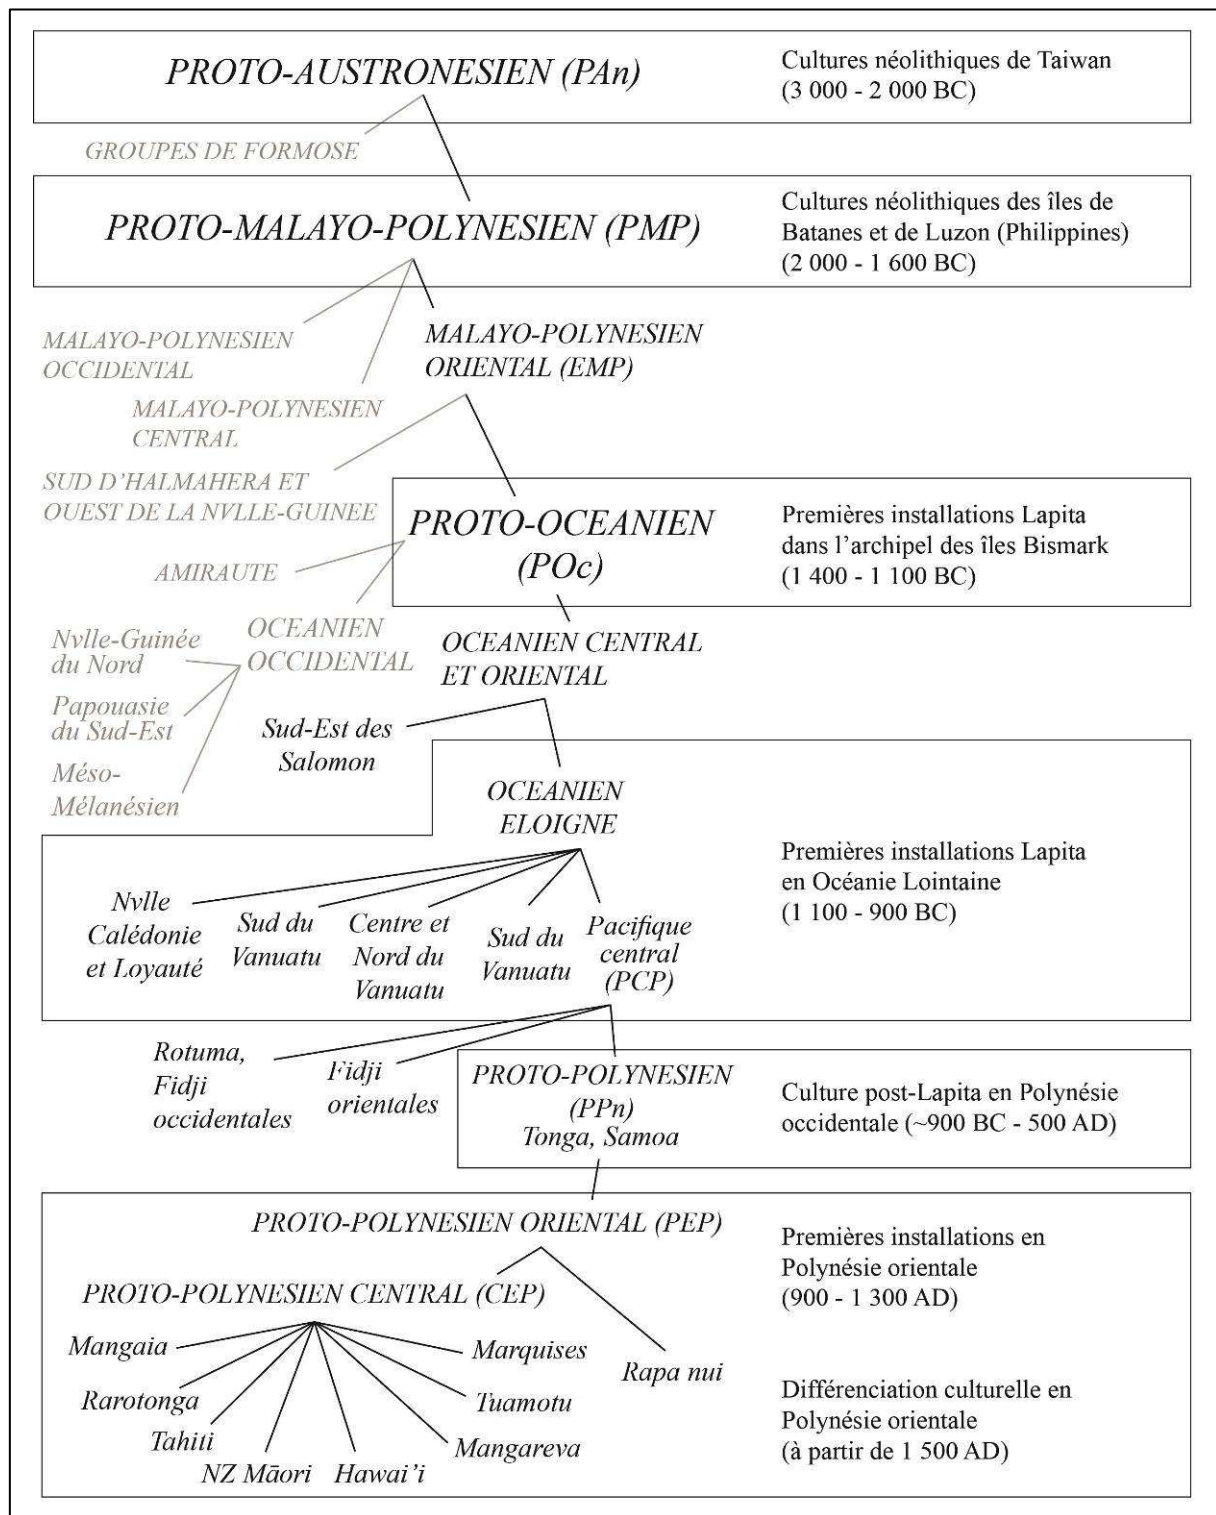 PROTO-AUSTRONESIEN (PAn)
Cultures néolithiques de Taiwan
(3 000 - 2 000 BC)
GROUPES DE FORMOSE
PROTO-MALAYO-POLYNESIEN (PMP)
Cultures néolithiques des îles de
Batanes et de Luzon (Philippines)
(2 000 - 1 600 BC)
MALAYO-POLYNESIEN
OCCIDENTAL
MALAYO-POLYNESIEN
ORIENTAL (EMP)
MALAYO-POLYNESIEN
CENTRAL
SUD D'HALMAHERA ET
OUEST DE LA NVLLE-GUINEE
PROTO-OCEANIEN
(POc)
Premières installations Lapita
dans l'archipel des îles Bismark
(1 400 - 1 100 BC)
AMIRAUTE
OCEANIEN
OCCIDENTAL
OCEANIEN CENTRAL
ET ORIENTAL
Nvlle-Guinée
du Nord
Papouasie
du Sud-Est
Méso-
Mélanésien
Sud-Est des
Salomon
OCEANIEN
ELOIGNE
Premières installations Lapita
en Océanie Lointaine
(1 100 - 900 BC)
Nvlle
Calédonie
et Loyauté
Sud du
Vanuatu
Centre et
Nord du
Vanuatu
Sud du
Vanuatu
Pacifique
central
(PCP)
Rotuma,
Fidji
occidentales
Fidji
orientales
PROTO-POLYNESIEN
(PPn)
Tonga, Samoa
Culture post-Lapita en Polynésie
occidentale (~900 BC - 500 AD)
PROTO-POLYNESIEN ORIENTAL (PEP)
Premières installations en
Polynésie orientale
(900 - 1 300 AD)
PROTO-POLYNESIEN CENTRAL (CEP)
Mangaia
Rarotonga
Tahiti
NZ Māori
Hawai'i
Mangareva
Tuamotu
Marquises
Rapa nui
Différenciation culturelle en
Polynésie orientale
(à partir de 1 500 AD)